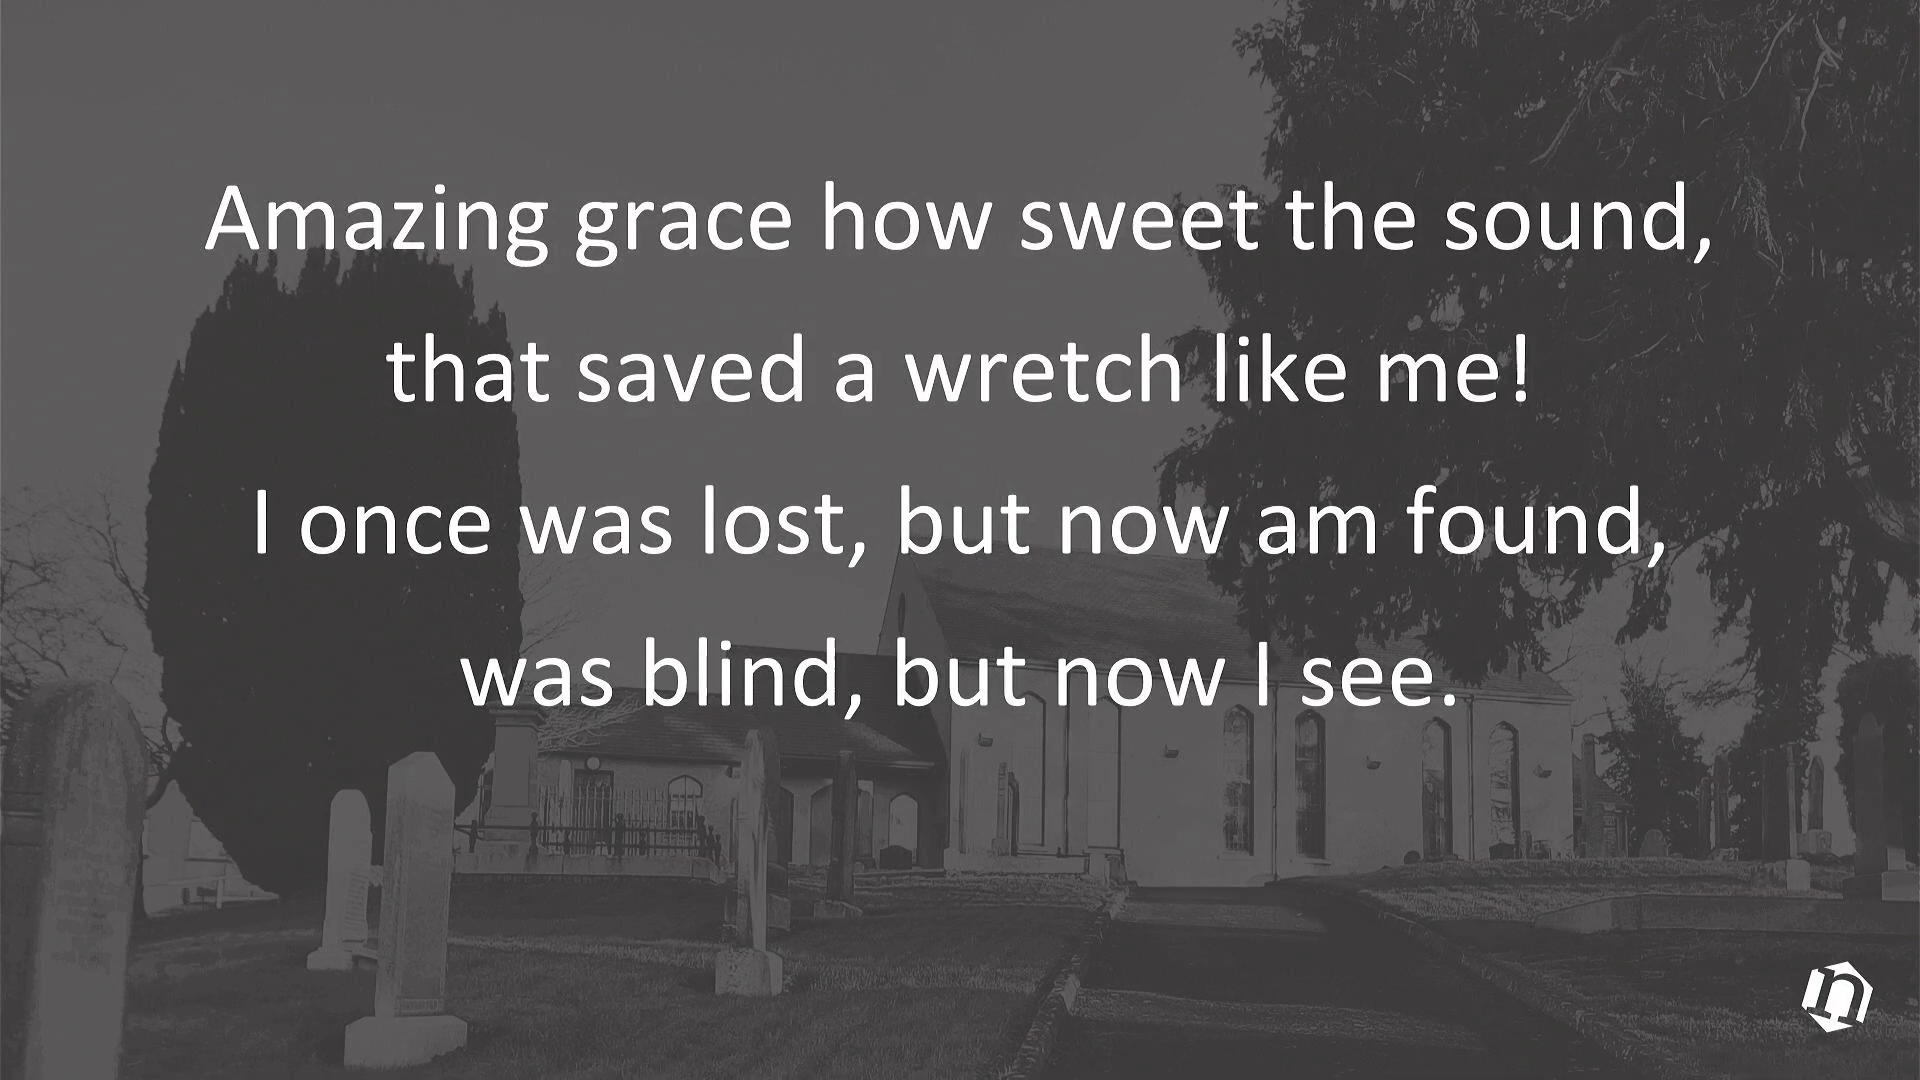 Amazing grace how sweet the sound,
that saved a wretch like me!
I once was lost, but now am found,
was blind, but now I see.
n